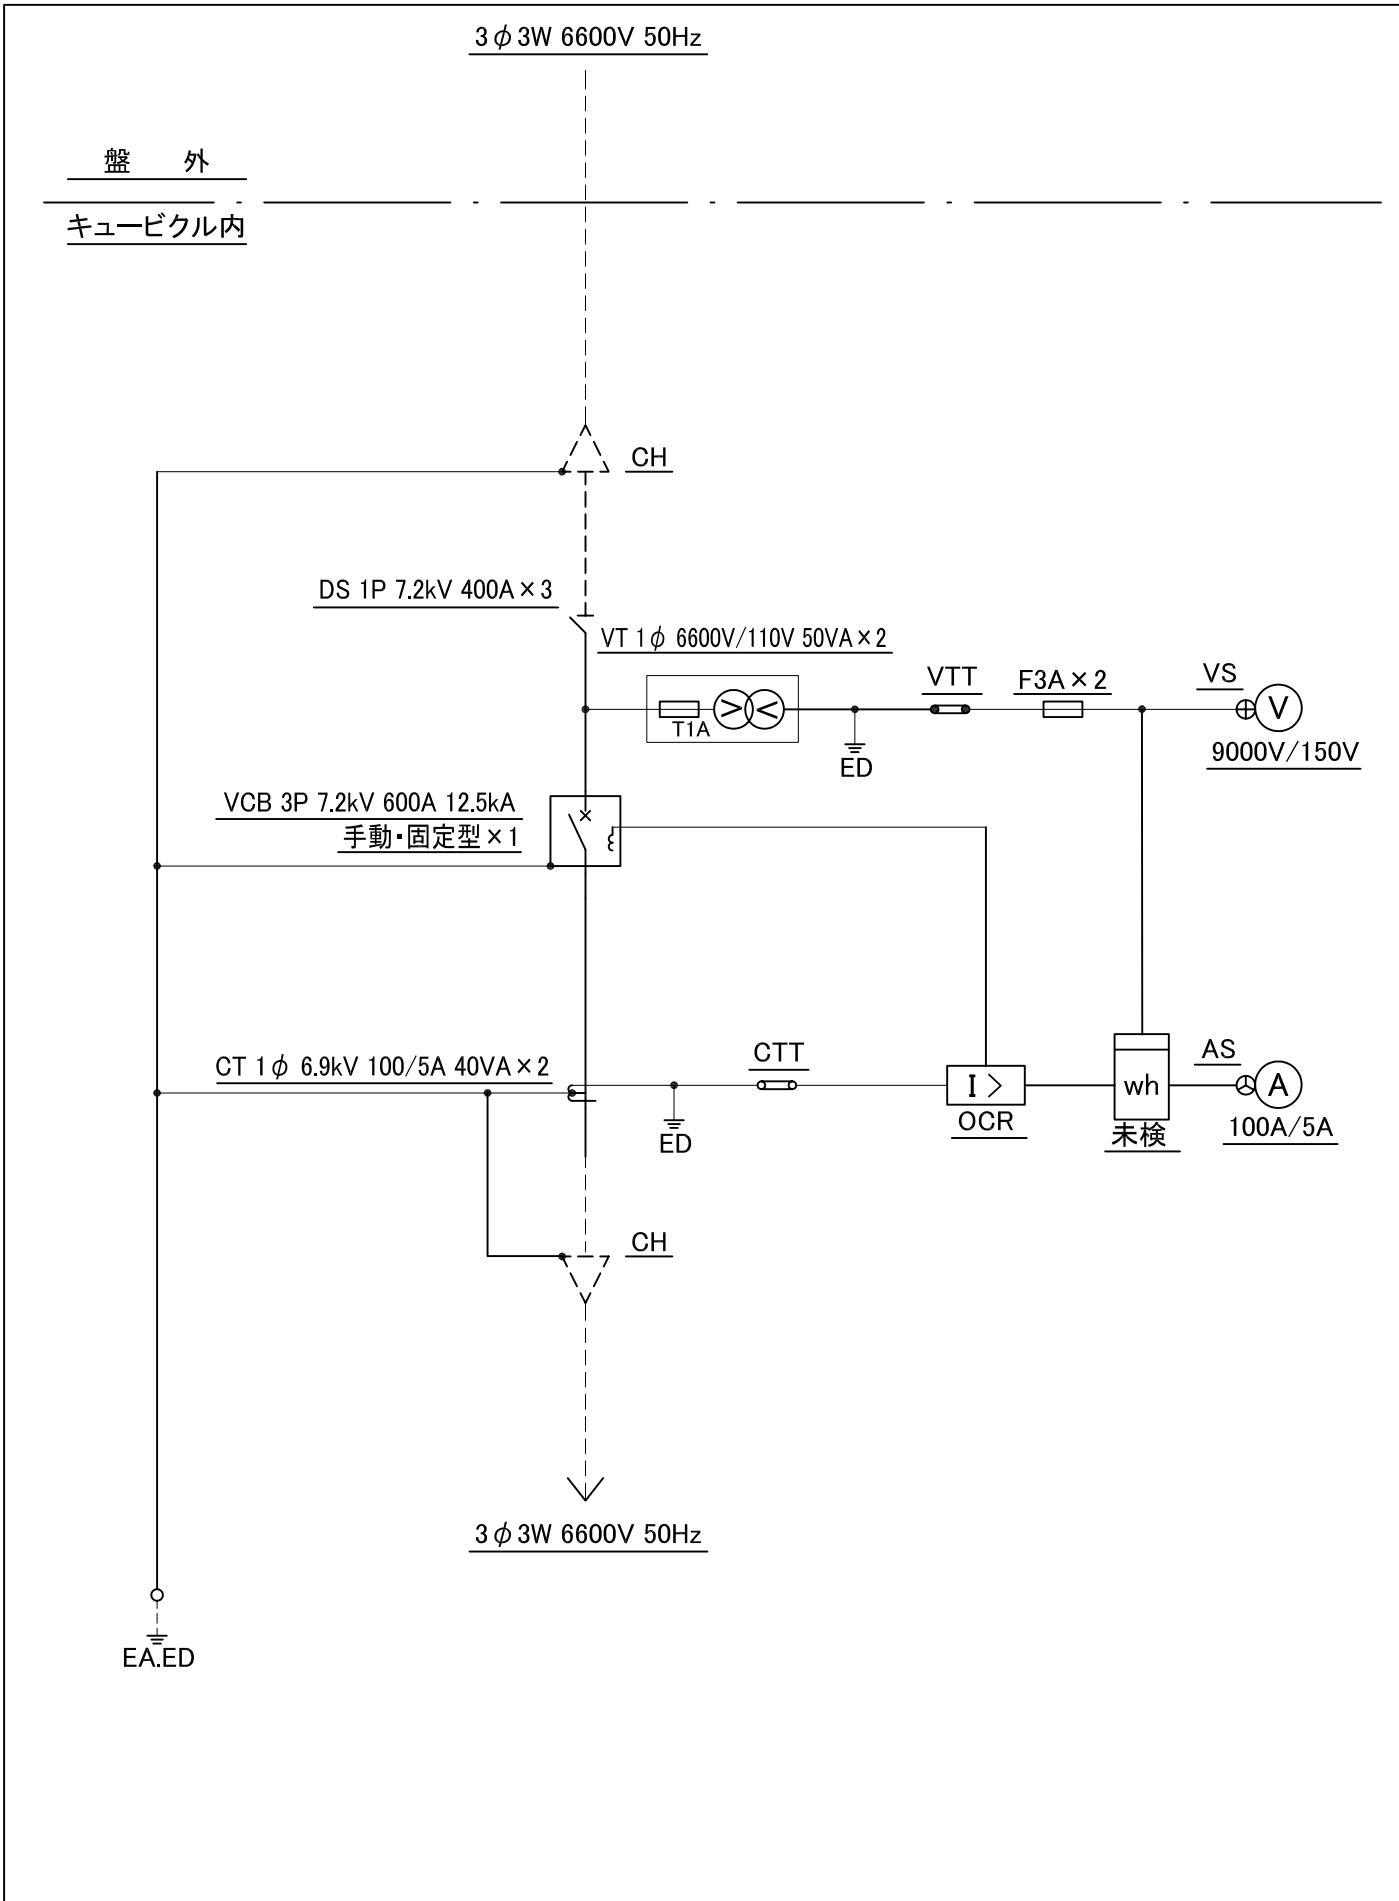 3φ3W 6600V 50Hz
盤 外
キュービクル内
CH
DS 1P 7.2kV 400A×3
VT 1φ 6600V/110V 50VA×2
VTT
F3A×2
VS
T1A
V
ED
9000V/150V
VCB 3P 7.2kV 600A 12.5kA
手動・固定型×1
CT 1φ 6.9kV 100/5A 40VA×2
CTT
AS
I >
wh
A
ED
OCR
未検
100A/5A
CH
3φ3W 6600V 50Hz
EA.ED